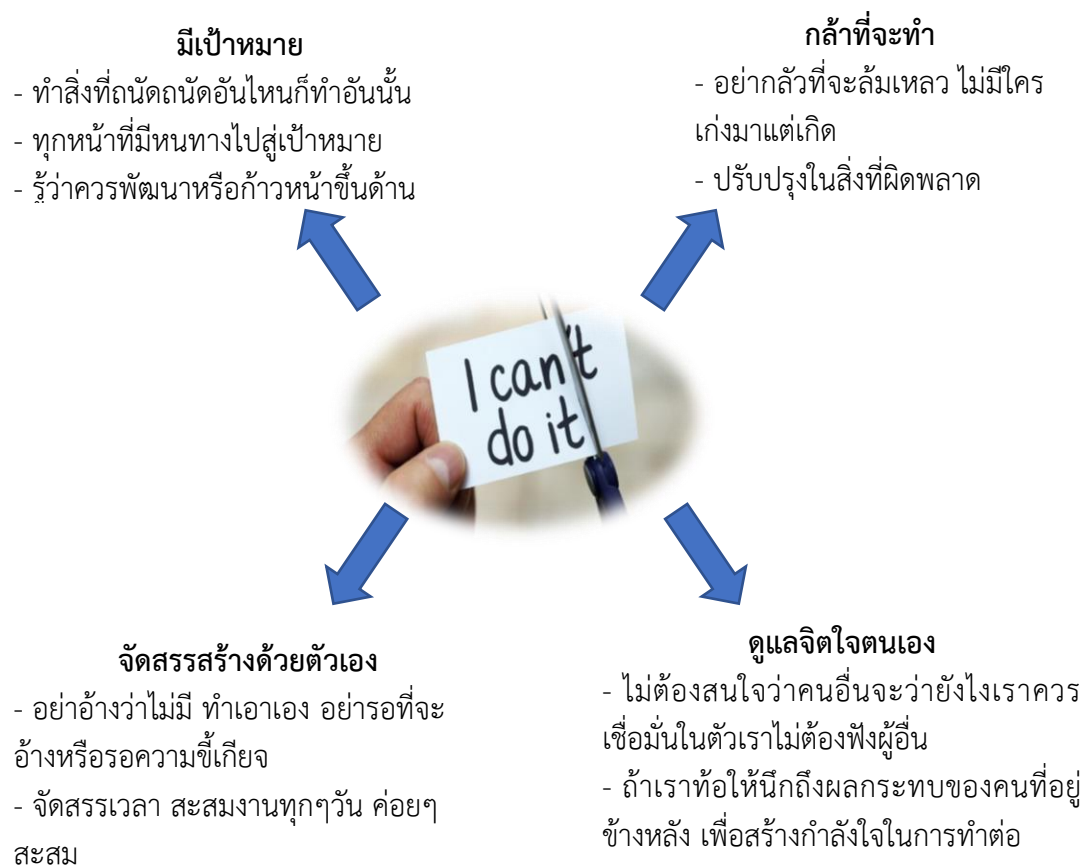 มีเป้าหมาย
- ทำสิ่งที่ถนัดถนัดอันไหนก็ทำอันนั้น
- ทุกหน้าที่มีหนทางไปสู่เป้าหมาย
- รู้ว่าควรพัฒนาหรือก้าวหน้าขึ้นด้าน
กล้าที่จะทำ
- อย่ากลัวที่จะล้มเหลว ไม่มีใคร
เก่งมาแต่เกิด
- ปรับปรุงในสิ่งที่ผิดพลาด
I can't
do it
จัดสรรสร้างด้วยตัวเอง
- อย่าอ้างว่าไม่มี ทำเอาเอง อย่ารอที่จะ
อ้างหรือรอความขี้เกียจ
- จัดสรรเวลา สะสมงานทุกๆวัน ค่อยๆ
สะสม
ดูแลจิตใจตนเอง
- ไม่ต้องสนใจว่าคนอื่นจะว่ายังไงเราควร
เชื่อมั่นในตัวเราไม่ต้องฟังผู้อื่น
- ถ้าเราท้อให้นึกถึงผลกระทบของคนที่อยู่
ข้างหลัง เพื่อสร้างกำลังใจในการทำต่อ